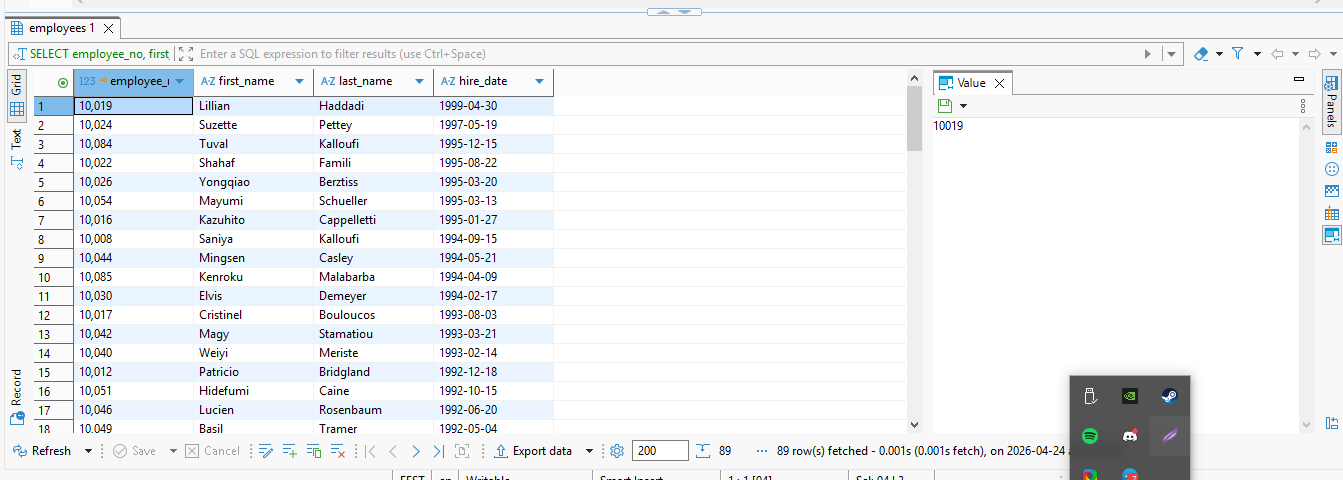 employees 1
SELECT employee_no, first
Enter a SQL expression to filter results (use Ctrl+Space)
Grid
Text
Record
123 employee_
A-Z first_name
A-Z last_name
A-Z hire_date
1 10,019 Lillian Haddadi 1999-04-30
2 10,024 Suzette Pettey 1997-05-19
3 10,084 Tuval Kalloufi 1995-12-15
4 10,022 Shahaf Famili 1995-08-22
5 10,026 Yongqiao Berztiss 1995-03-20
6 10,054 Mayumi Schueller 1995-03-13
7 10,016 Kazuhito Cappelletti 1995-01-27
8 10,008 Saniya Kalloufi 1994-09-15
9 10,044 Mingsen Casley 1994-05-21
10 10,085 Kenroku Malabarba 1994-04-09
11 10,030 Elvis Demeyer 1994-02-17
12 10,017 Cristinel Bouloucos 1993-08-03
13 10,042 Magy Stamatiou 1993-03-21
14 10,040 Weiyi Meriste 1993-02-14
15 10,012 Patricio Bridgland 1992-12-18
16 10,051 Hidefumi Caine 1992-10-15
17 10,046 Lucien Rosenbaum 1992-06-20
18 10,049 Basil Tramer 1992-05-04
Value
10019
Panels
Refresh Save Cancel Export data 200 89 89 row(s) fetched - 0.001s (0.001s fetch), on 2026-04-24
Writable Smart Insert